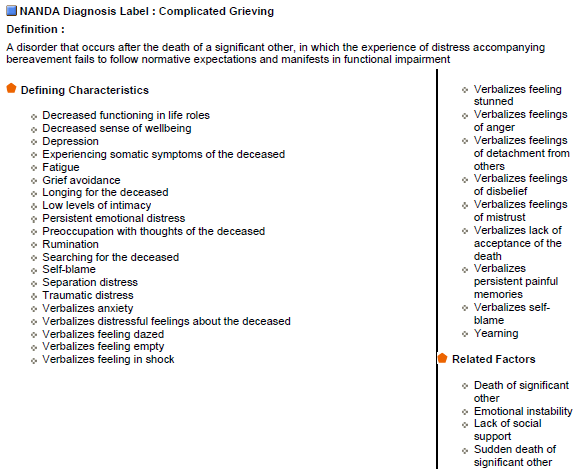 NANDA Diagnosis Label : Complicated Grieving
Definition :
A disorder that occurs after the death of a significant other, in which the experience of distress accompanying
bereavement fails to follow normative expectations and manifests in functional impairment
Defining Characteristics
Decreased functioning in life roles
Decreased sense of wellbeing
Depression
Experiencing somatic symptoms of the deceased
Fatigue
Grief avoidance
Longing for the deceased
Low levels of intimacy
Persistent emotional distress
Preoccupation with thoughts of the deceased
Rumination
Searching for the deceased
Self-blame
Separation distress
Traumatic distress
Verbalizes anxiety
Verbalizes distressful feelings about the deceased
Verbalizes feeling dazed
Verbalizes feeling empty
Verbalizes feeling in shock
Verbalizes feeling
stunned
Verbalizes feelings
of anger
Verbalizes feelings
of detachment from
others
Verbalizes feelings
of disbelief
Verbalizes feelings
of mistrust
Verbalizes lack of
acceptance of the
death
Verbalizes
persistent painful
memories
Verbalizes self-
blame
Yearning
Related Factors
Death of significant
other
Emotional instability
Lack of social
support
Sudden death of
significant other